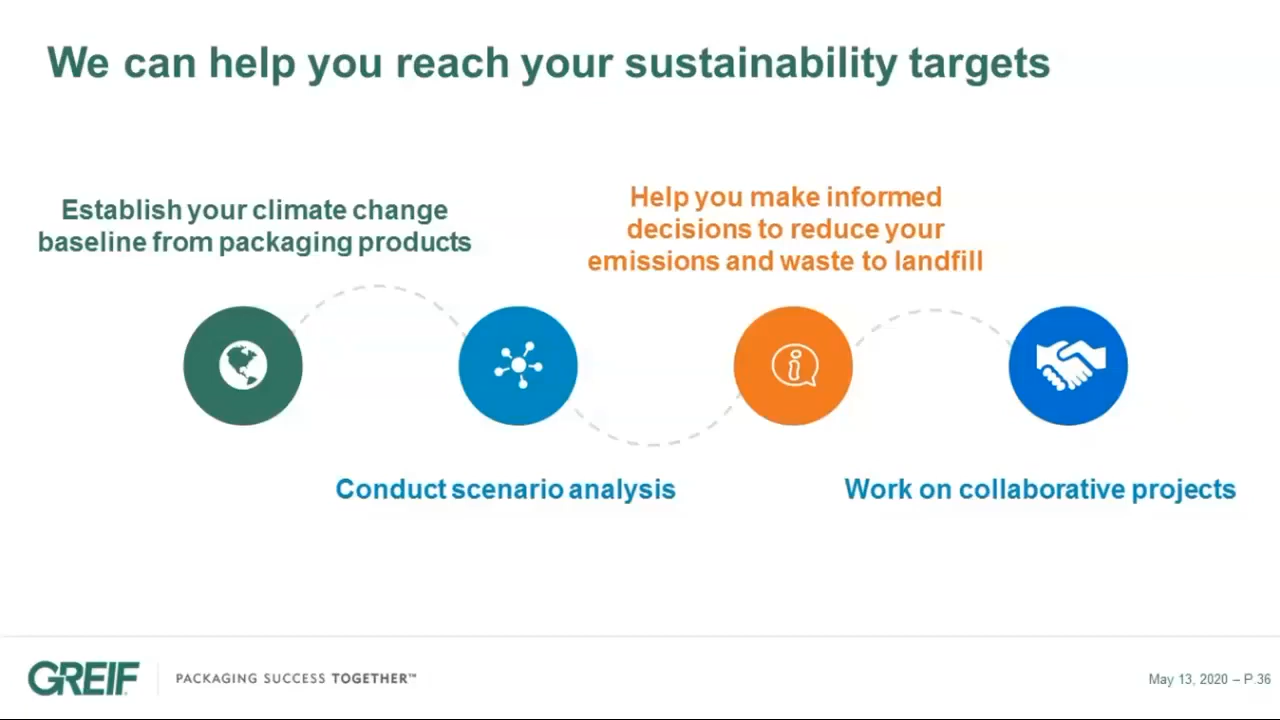 We can help you reach your sustainability targets
Establish your climate change
baseline from packaging products
Help you make informed
decisions to reduce your
emissions and waste to landfill
i
Conduct scenario analysis
Work on collaborative projects
GREIF
PACKAGING SUCCESS TOGETHER™
May 13, 2020 – P.36